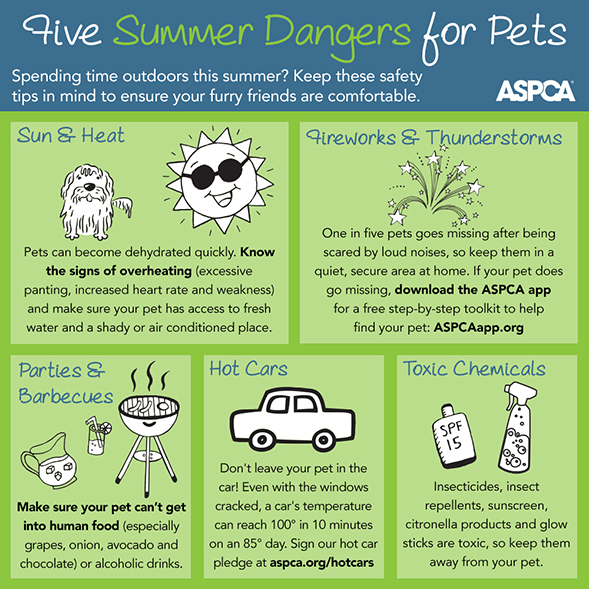 Five Summer Dangers for Pets
Spending time outdoors this summer? Keep these safety
tips in mind to ensure your furry friends are comfortable.
ASPCA®
Sun & Heat
Pets can become dehydrated quickly. Know
the signs of overheating (excessive
panting, increased heart rate and weakness)
and make sure your pet has access to fresh
water and a shady or air conditioned place.
Fireworks & Thunderstorms
One in five pets goes missing after being
scared by loud noises, so keep them in a
quiet, secure area at home. If your pet does
go missing, download the ASPCA app
for a free step-by-step toolkit to help
find your pet: ASPCAapp.org
Parties &
Barbecues
Make sure your pet can't get
into human food (especially
grapes, onion, avocado and
chocolate) or alcoholic drinks.
Hot Cars
Don't leave your pet in the
car! Even with the windows
cracked, a car's temperature
can reach 100° in 10 minutes
on an 85° day. Sign our hot car
pledge at aspca.org/hotcars
Toxic Chemicals
SPF
15
Insecticides, insect
repellents, sunscreen,
citronella products and glow
sticks are toxic, so keep them
away from your pet.